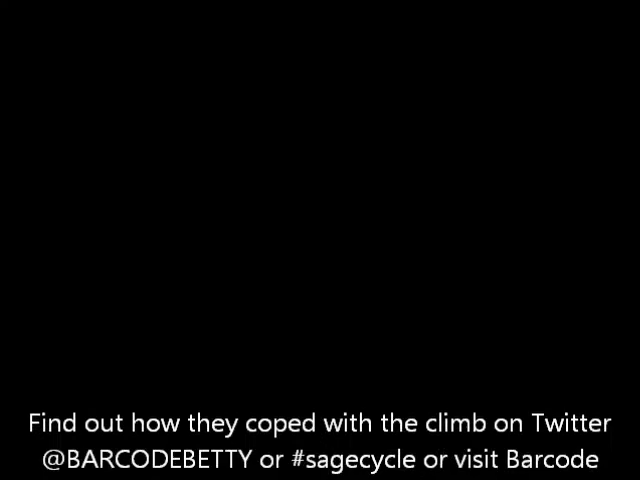 Find out how they coped with the climb on Twitter
@BARCODEBETTY or #sagecycle or visit Barcode